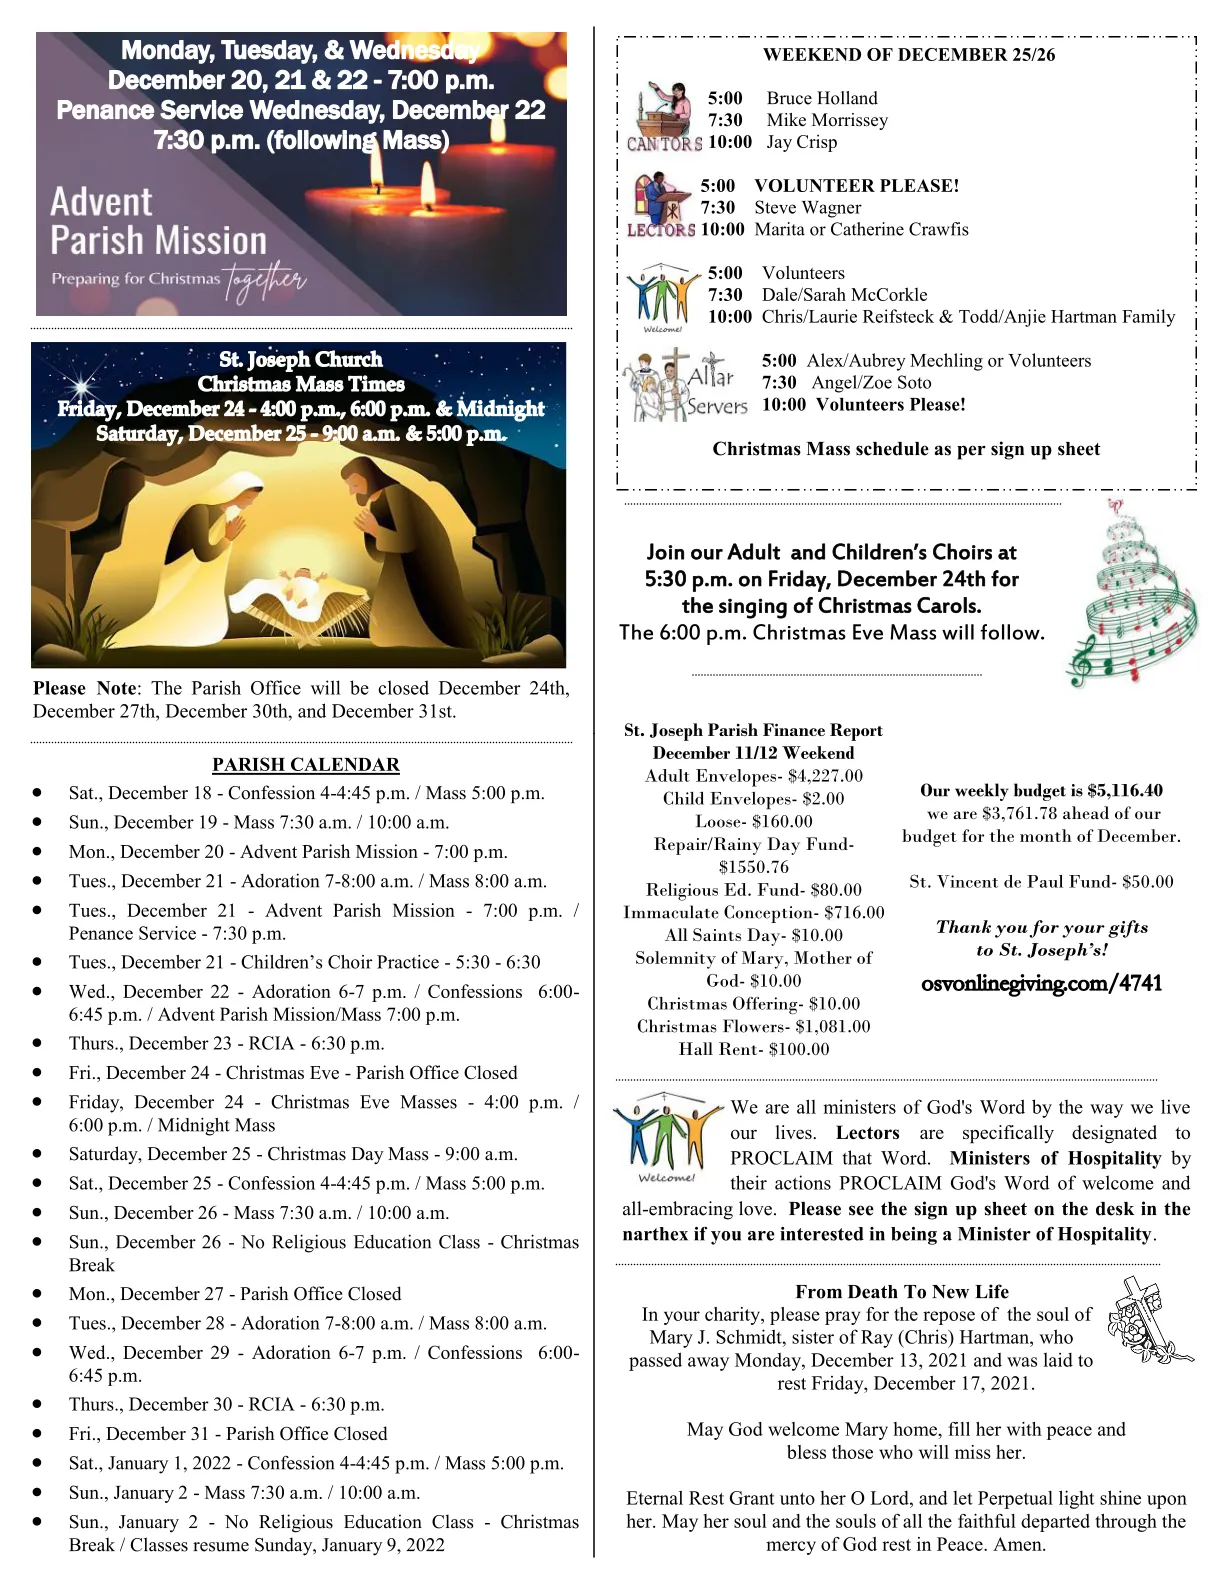 Monday, Tuesday, & Wednesday
December 20, 21 & 22 - 7:00 p.m.
Penance Service Wednesday, December 22
7:30 p.m. (following Mass)
Advent
Parish Mission
Preparing for Christmas together
St. Joseph Church
Christmas Mass Times
Friday, December 24 - 4:00 p.m., 6:00 p.m. & Midnight
Saturday, December 25 - 9:00 a.m. & 5:00 p.m.
Please Note: The Parish Office will be closed December 24th,
December 27th, December 30th, and December 31st.
PARISH CALENDAR
• Sat., December 18 - Confession 4-4:45 p.m. / Mass 5:00 p.m.
• Sun., December 19 - Mass 7:30 a.m. / 10:00 a.m.
• Mon., December 20 - Advent Parish Mission - 7:00 p.m.
• Tues., December 21 - Adoration 7-8:00 a.m. / Mass 8:00 a.m.
• Tues., December 21 - Advent Parish Mission - 7:00 p.m. /
Penance Service - 7:30 p.m.
• Tues., December 21 - Children's Choir Practice - 5:30 - 6:30
• Wed., December 22 - Adoration 6-7 p.m. / Confessions 6:00-
6:45 p.m. / Advent Parish Mission/Mass 7:00 p.m.
• Thurs., December 23 - RCIA - 6:30 p.m.
• Fri., December 24 - Christmas Eve - Parish Office Closed
• Friday, December 24 - Christmas Eve Masses - 4:00 p.m. /
6:00 p.m. / Midnight Mass
• Saturday, December 25 - Christmas Day Mass - 9:00 a.m.
• Sat., December 25 - Confession 4-4:45 p.m. / Mass 5:00 p.m.
• Sun., December 26 - Mass 7:30 a.m. / 10:00 a.m.
• Sun., December 26 - No Religious Education Class - Christmas
Break
• Mon., December 27 - Parish Office Closed
• Tues., December 28 - Adoration 7-8:00 a.m. / Mass 8:00 a.m.
• Wed., December 29 - Adoration 6-7 p.m. / Confessions 6:00-
6:45 p.m.
• Thurs., December 30 - RCIA - 6:30 p.m.
• Fri., December 31 - Parish Office Closed
• Sat., January 1, 2022 - Confession 4-4:45 p.m. / Mass 5:00 p.m.
• Sun., January 2 - Mass 7:30 a.m. / 10:00 a.m.
• Sun., January 2 - No Religious Education Class - Christmas
Break / Classes resume Sunday, January 9, 2022
WEEKEND OF DECEMBER 25/26
CANTORS
5:00 Bruce Holland
7:30 Mike Morrissey
10:00 Jay Crisp
LECTORS
5:00 VOLUNTEER PLEASE!
7:30 Steve Wagner
10:00 Marita or Catherine Crawfis
Welcome!
5:00 Volunteers
7:30 Dale/Sarah McCorkle
10:00 Chris/Laurie Reifsteck & Todd/Anjie Hartman Family
Altar
Servers
5:00 Alex/Aubrey Mechling or Volunteers
7:30 Angel/Zoe Soto
10:00 Volunteers Please!
Christmas Mass schedule as per sign up sheet
Join our Adult and Children's Choirs at
5:30 p.m. on Friday, December 24th for
the singing of Christmas Carols.
The 6:00 p.m. Christmas Eve Mass will follow.
St. Joseph Parish Finance Report
December 11/12 Weekend
Adult Envelopes- $4,227.00
Child Envelopes- $2.00
Loose- $160.00
Repair/Rainy Day Fund-
$1550.76
Religious Ed. Fund- $80.00
Immaculate Conception- $716.00
All Saints Day- $10.00
Solemnity of Mary, Mother of
God- $10.00
Christmas Offering- $10.00
Christmas Flowers- $1,081.00
Hall Rent- $100.00
Our weekly budget is $5,116.40
we are $3,761.78 ahead of our
budget for the month of December.
St. Vincent de Paul Fund- $50.00
Thank you for your gifts
to St. Joseph's!
osvonlinegiving.com/4741
Welcome!
We are all ministers of God's Word by the way we live
our lives. Lectors are specifically designated to
PROCLAIM that Word. Ministers of Hospitality by
their actions PROCLAIM God's Word of welcome and
all-embracing love. Please see the sign up sheet on the desk in the
narthex if you are interested in being a Minister of Hospitality.
From Death To New Life
In your charity, please pray for the repose of the soul of
Mary J. Schmidt, sister of Ray (Chris) Hartman, who
passed away Monday, December 13, 2021 and was laid to
rest Friday, December 17, 2021.
May God welcome Mary home, fill her with peace and
bless those who will miss her.
Eternal Rest Grant unto her O Lord, and let Perpetual light shine upon
her. May her soul and the souls of all the faithful departed through the
mercy of God rest in Peace. Amen.